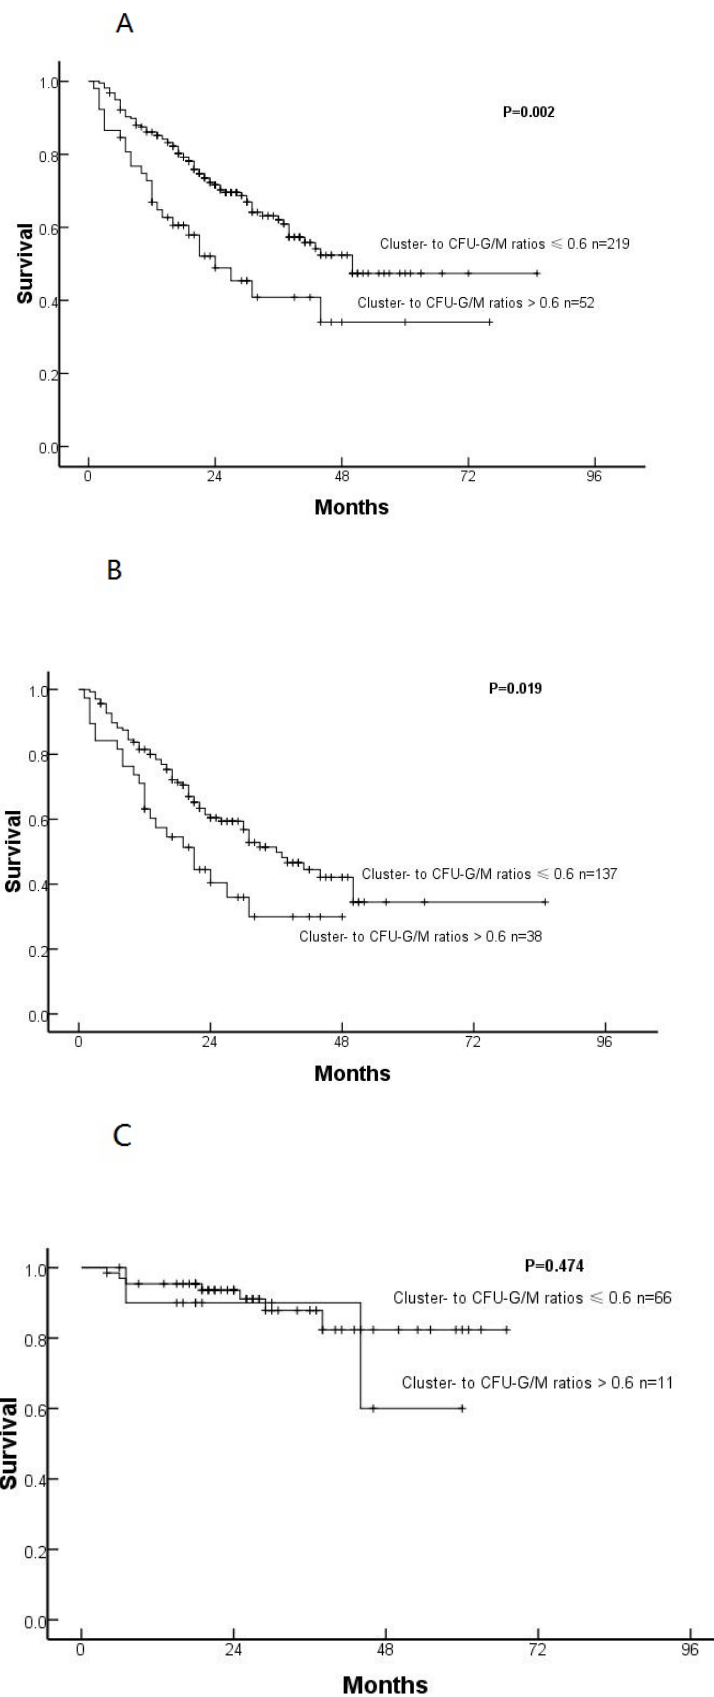 A
P=0.002
1.0
0.8
0.6
0.4
0.2
0.0
Survival
Cluster- to CFU-G/M ratios ≤ 0.6 n=219
Cluster- to CFU-G/M ratios > 0.6 n=52
0 24 48 72 96
Months
B
P=0.019
1.0
0.8
0.6
0.4
0.2
0.0
Survival
Cluster- to CFU-G/M ratios ≤ 0.6 n=137
Cluster- to CFU-G/M ratios > 0.6 n=38
0 24 48 72 96
Months
C
P=0.474
1.0
0.8
0.6
0.4
0.2
0.0
Survival
Cluster- to CFU-G/M ratios ≤ 0.6 n=66
Cluster- to CFU-G/M ratios > 0.6 n=11
0 24 48 72 96
Months